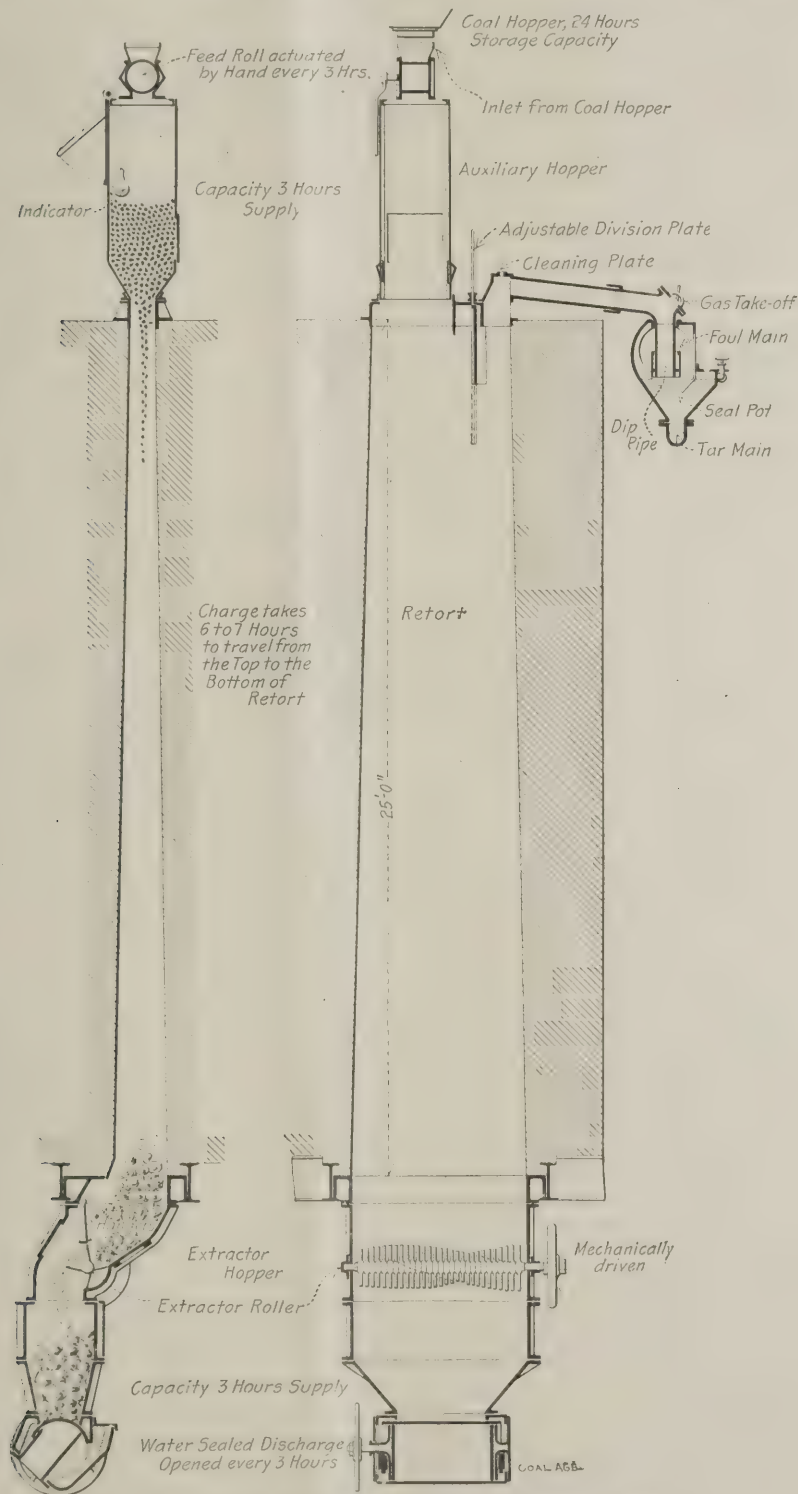 Coal Hopper, 24 Hours
Storage Capacity
Feed Roll actuated
by Hand every 3 Hrs.
Inlet from Coal Hopper
Auxiliary Hopper
Capacity 3 Hours
Supply
Indicator
Adjustable Division Plate
Cleaning Plate
Gas Take-off
Foul Main
Seal Pot
Dip
Pipe
Tar Main
Charge takes
6 to 7 Hours
to travel from
the Top to the
Bottom of
Retort
Retort
25'-0"
Extractor
Hopper
Mechanically
driven
Extractor Roller
Capacity 3 Hours Supply
Water Sealed Discharge
Opened every 3 Hours
COAL AGE